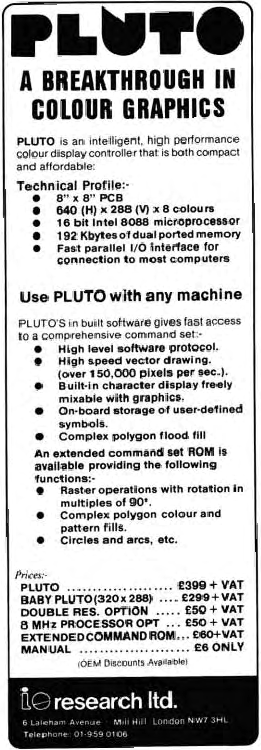 PLUTO
A BREAKTHROUGH IN
COLOUR GRAPHICS
PLUTO is an intelligent, high performance
colour display controller that is both compact
and affordable:
Technical Profile:-
● 8" x 8" PCB
● 640 (H) x 288 (V) x 8 colours
● 16 bit Intel 8088 microprocessor
● 192 Kbytes of dual ported memory
● Fast parallel I/O interface for
connection to most computers
Use PLUTO with any machine
PLUTO'S in built software gives fast access
to a comprehensive command set:-
● High level software protocol.
● High speed vector drawing.
(over 150,000 pixels per sec.).
● Built-in character display freely
mixable with graphics.
● On-board storage of user-defined
symbols.
● Complex polygon flood fill
An extended command set ROM is
available providing the following
functions:-
● Raster operations with rotation in
multiples of 90°.
● Complex polygon colour and
pattern fills.
● Circles and arcs, etc.
Prices:-
PLUTO ...................... £399 + VAT
BABY PLUTO (320 x 288) .... £299 + VAT
DOUBLE RES. OPTION ..... £50 + VAT
8 MHz PROCESSOR OPT ... £50 + VAT
EXTENDED COMMAND ROM... £60+VAT
MANUAL ...................... £6 ONLY
(OEM Discounts Available)
io research ltd.
6 Laleham Avenue Mill Hill London NW7 3HL
Telephone: 01-959 0106